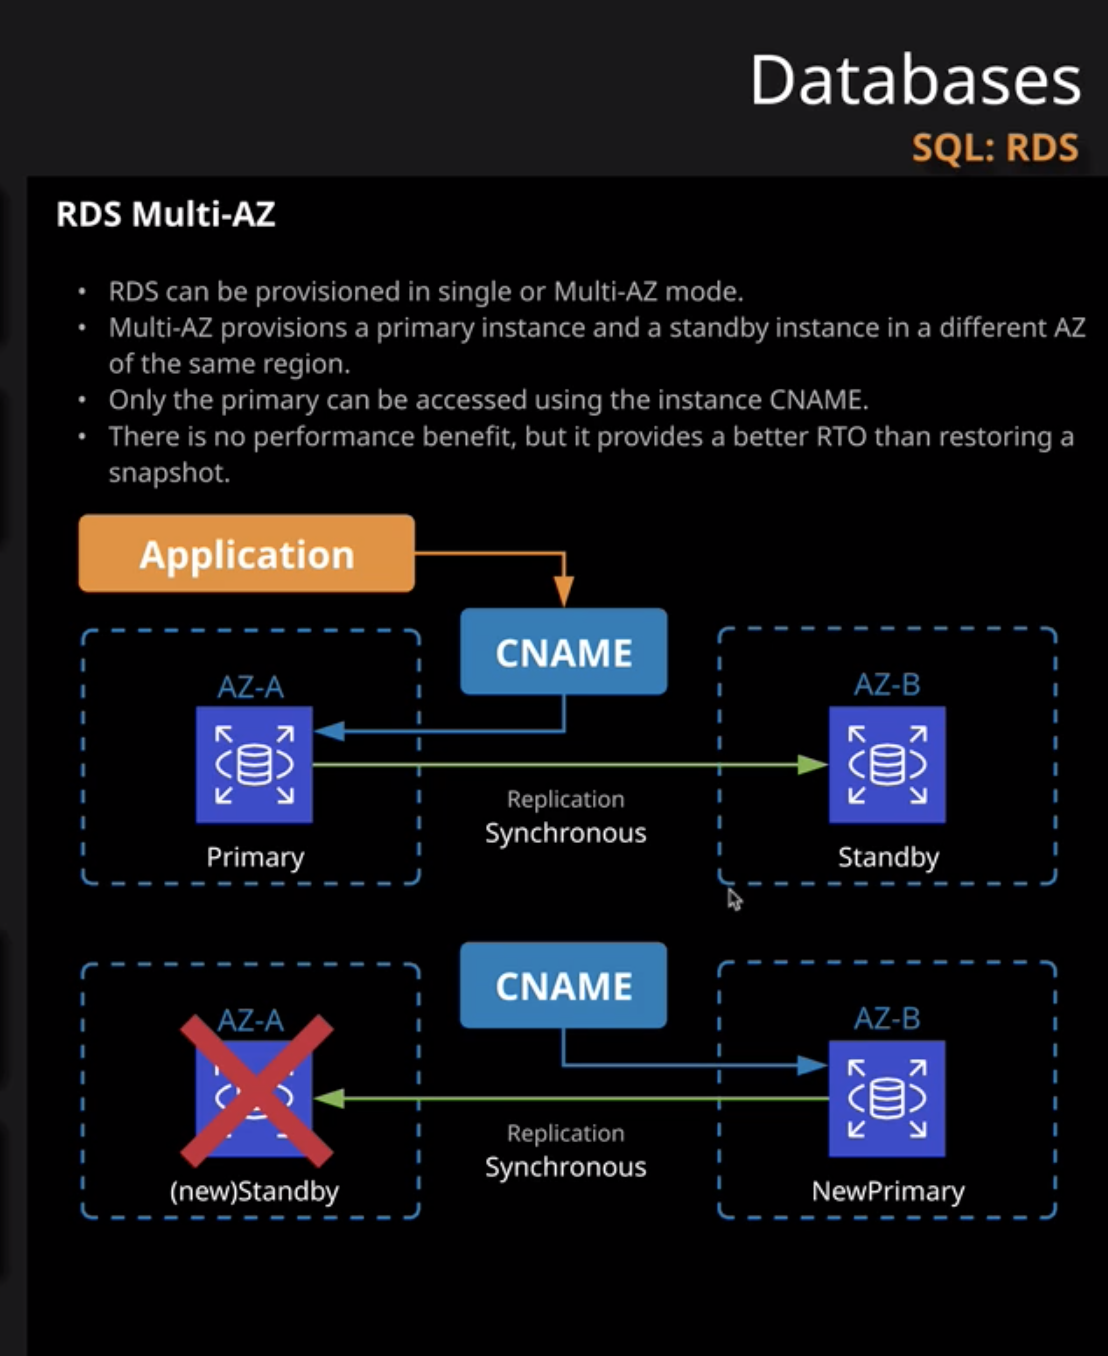 Databases
SQL: RDS
RDS Multi-AZ
• RDS can be provisioned in single or Multi-AZ mode.
• Multi-AZ provisions a primary instance and a standby instance in a different AZ
of the same region.
• Only the primary can be accessed using the instance CNAME.
• There is no performance benefit, but it provides a better RTO than restoring a
snapshot.
Application
CNAME
AZ-A
AZ-B
Replication
Synchronous
Primary
Standby
CNAME
AZ-A
AZ-B
Replication
Synchronous
(new)Standby
NewPrimary